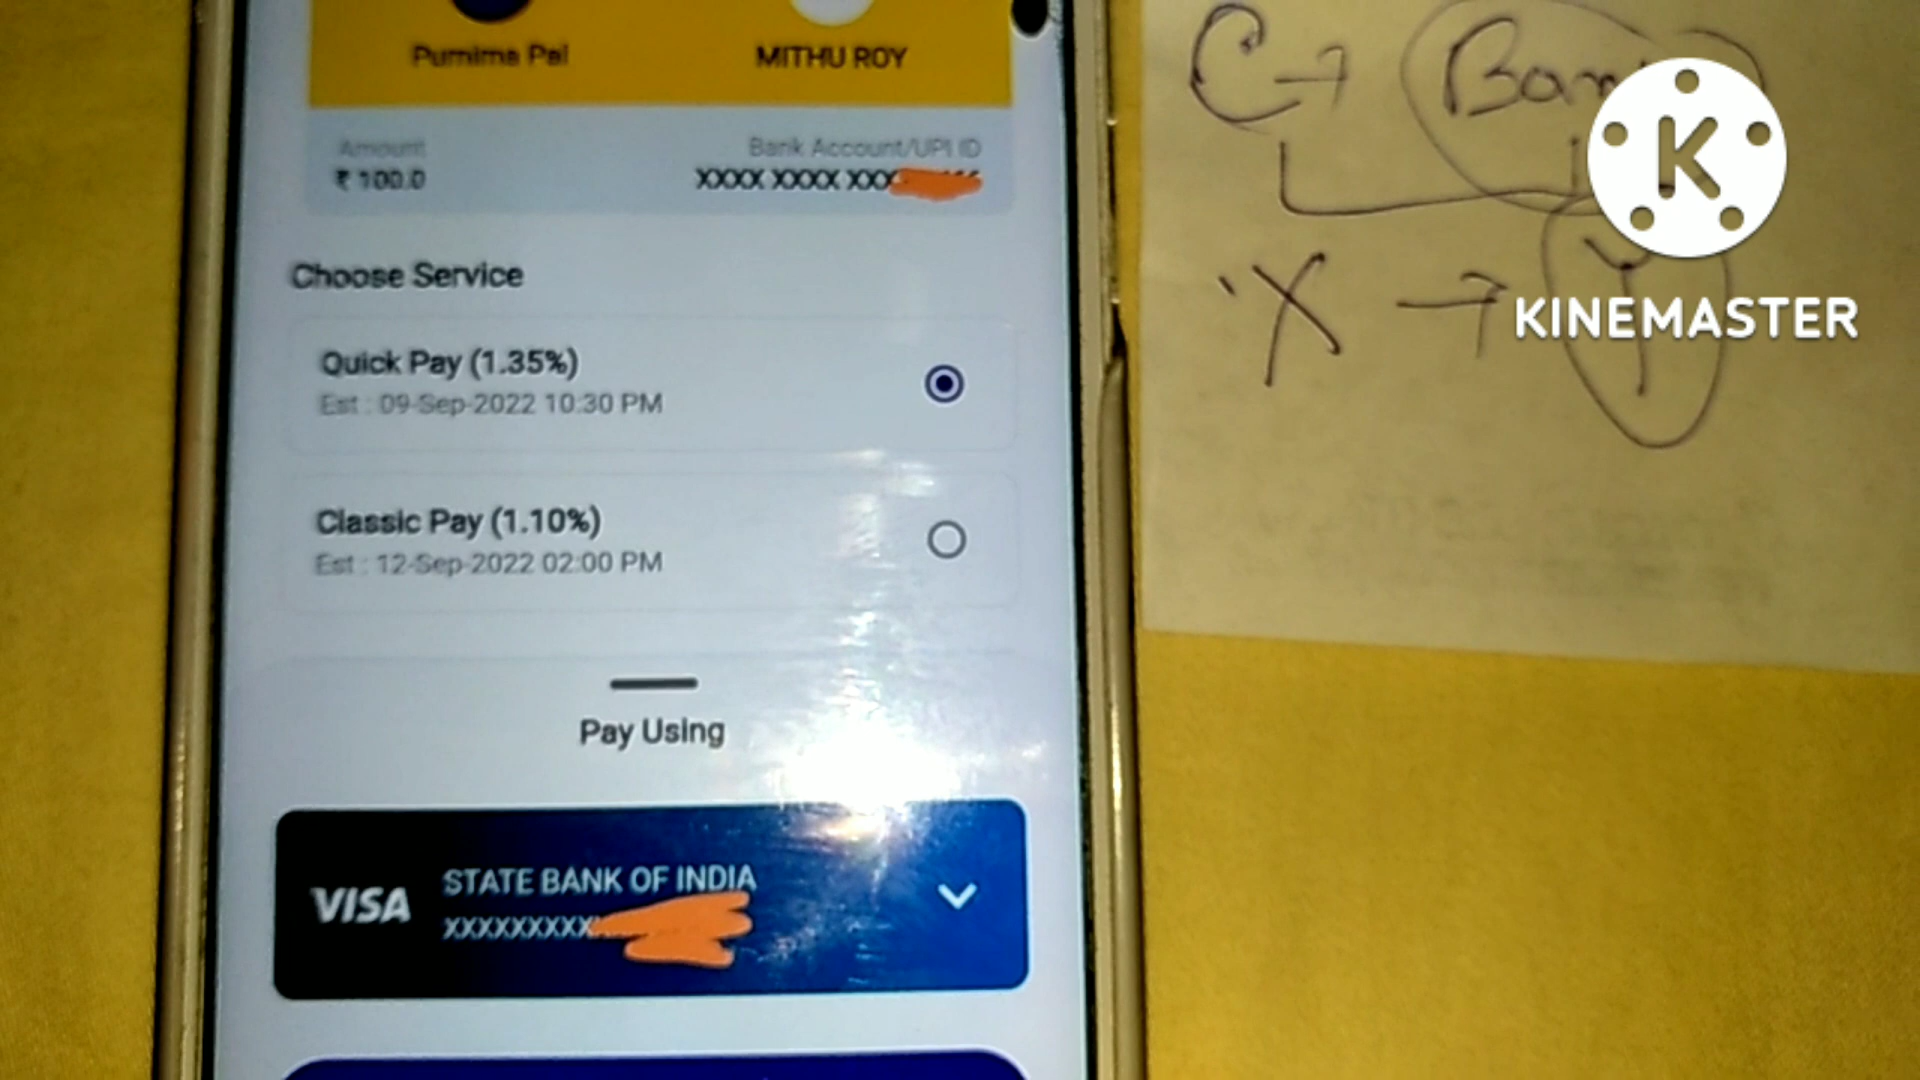 Purnima Pal
MITHU ROY
Amount
Bank Account/UPI ID
₹ 100.0
XXXX XXXX XXX
Choose Service
Quick Pay (1.35%)
Est : 09-Sep-2022 10:30 PM
Classic Pay (1.10%)
Est : 12-Sep-2022 02:00 PM
Pay Using
VISA
STATE BANK OF INDIA
XXXXXXXXXX
C →
X → Y
K
KINEMASTER